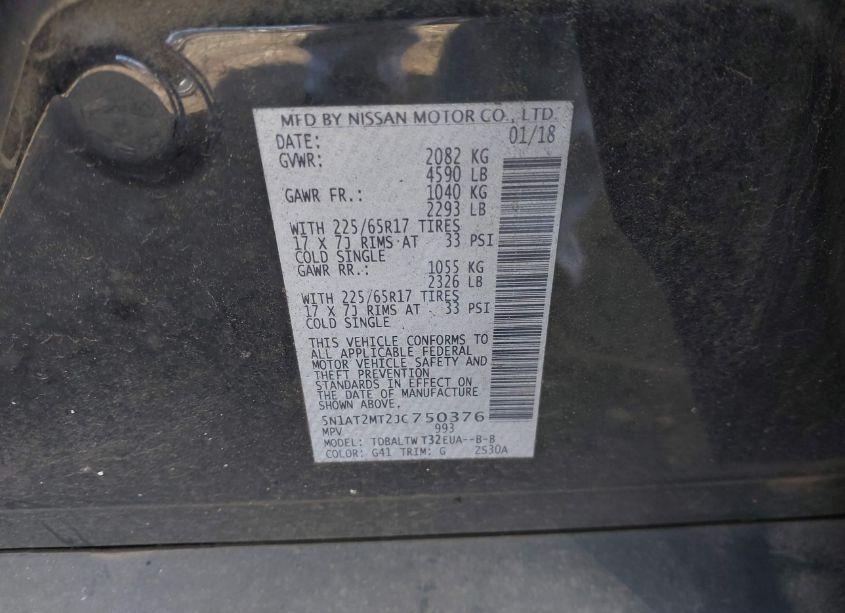 MFD BY NISSAN MOTOR CO., LTD.
DATE: 01/18
GVWR: 2082 KG
4590 LB
GAWR FR.: 1040 KG
2293 LB
WITH 225/65R17 TIRES
17 X 7J RIMS AT 33 PSI
COLD SINGLE
GAWR RR.: 1055 KG
2326 LB
WITH 225/65R17 TIRES
17 X 7J RIMS AT 33 PSI
COLD SINGLE
THIS VEHICLE CONFORMS TO
ALL APPLICABLE FEDERAL
MOTOR VEHICLE SAFETY AND
THEFT PREVENTION
STANDARDS IN EFFECT ON
THE DATE OF MANUFACTURE
SHOWN ABOVE.
5N1AT2MT2JC750376
MPV 993
MODEL: TDBALTW T32EUA--B-B
COLOR: G41 TRIM: G 2S30A